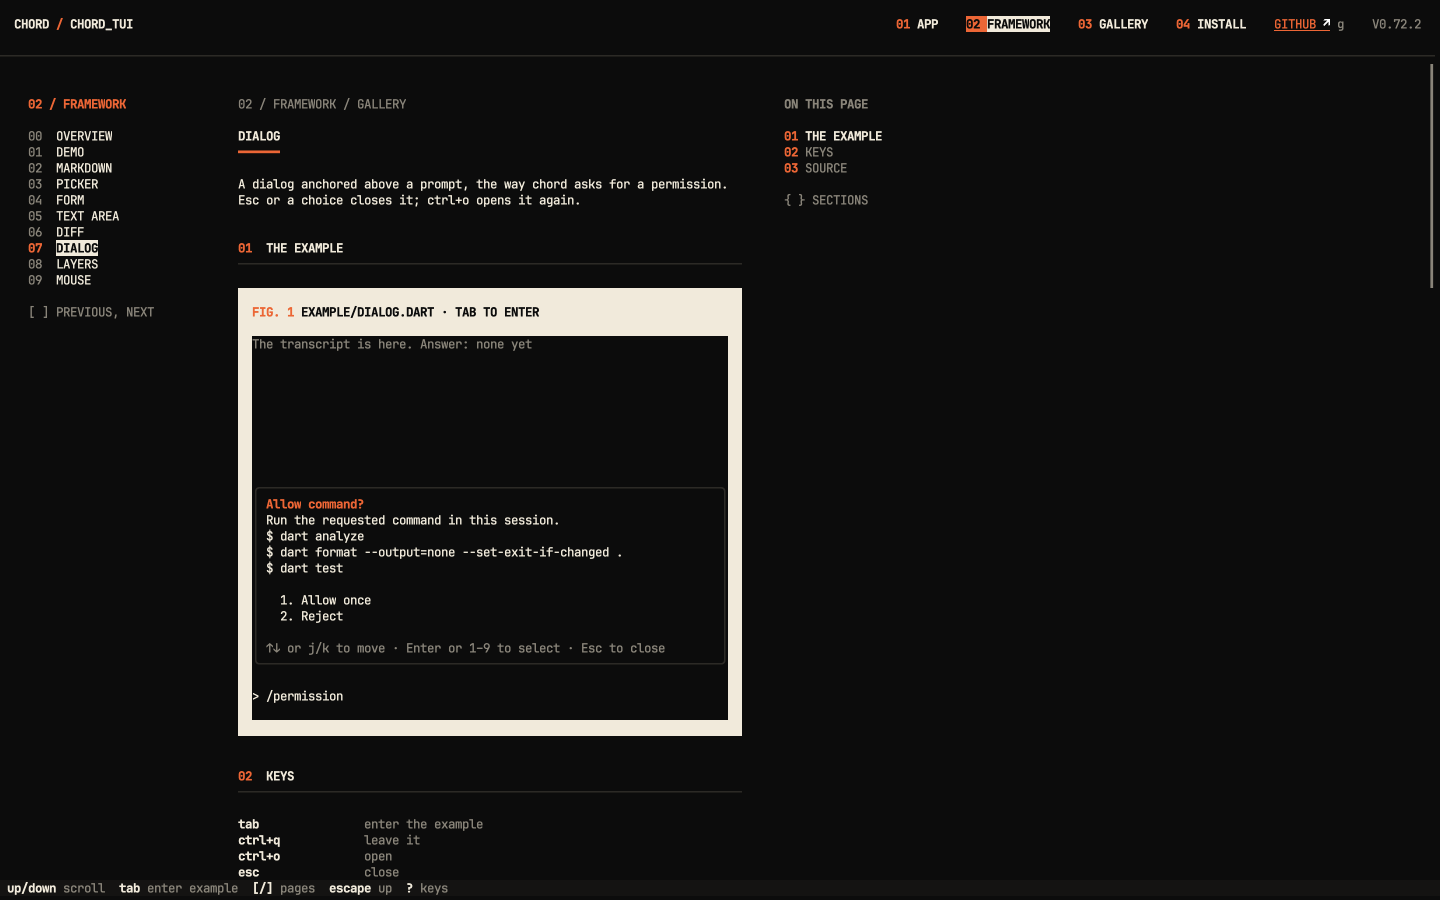 CHORD / CHORD_TUI
01 APP 02 FRAMEWORK 03 GALLERY 04 INSTALL GITHUB ↗ g V0.72.2
02 / FRAMEWORK
00 OVERVIEW
01 DEMO
02 MARKDOWN
03 PICKER
04 FORM
05 TEXT AREA
06 DIFF
07 DIALOG
08 LAYERS
09 MOUSE
[ ] PREVIOUS, NEXT
02 / FRAMEWORK / GALLERY
DIALOG
A dialog anchored above a prompt, the way chord asks for a permission.
Esc or a choice closes it; ctrl+o opens it again.
01 THE EXAMPLE
FIG. 1 EXAMPLE/DIALOG.DART · TAB TO ENTER
The transcript is here. Answer: none yet
Allow command?
Run the requested command in this session.
$ dart analyze
$ dart format --output=none --set-exit-if-changed .
$ dart test
1. Allow once
2. Reject
↑↓ or j/k to move · Enter or 1–9 to select · Esc to close
> /permission
02 KEYS
tab enter the example
ctrl+q leave it
ctrl+o open
esc close
ON THIS PAGE
01 THE EXAMPLE
02 KEYS
03 SOURCE
{ } SECTIONS
up/down scroll tab enter example [/] pages escape up ? keys